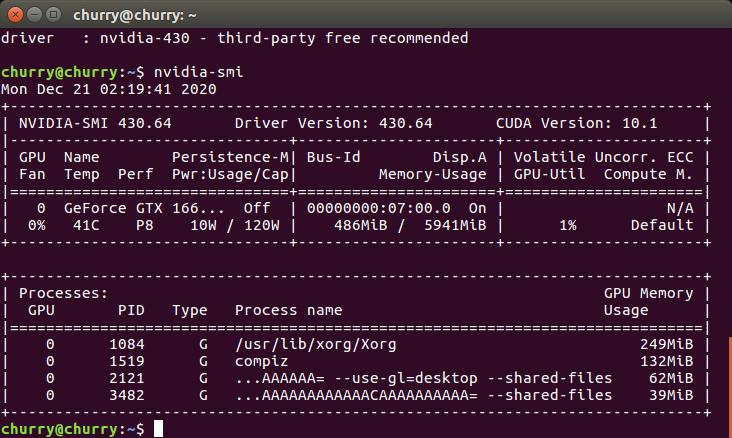 churry@churry: ~
driver   : nvidia-430 - third-party free recommended
churry@churry:~$ nvidia-smi
Mon Dec 21 02:19:41 2020
+-----------------------------------------------------------------------------+
| NVIDIA-SMI 430.64       Driver Version: 430.64       CUDA Version: 10.1     |
|-------------------------------+----------------------+----------------------+
| GPU  Name        Persistence-M| Bus-Id        Disp.A | Volatile Uncorr. ECC |
| Fan  Temp  Perf  Pwr:Usage/Cap|         Memory-Usage | GPU-Util  Compute M. |
|===============================+======================+======================|
|   0  GeForce GTX 166...  Off  | 00000000:07:00.0  On |                  N/A |
|  0%   41C    P8    10W / 120W |    486MiB /  5941MiB |      1%      Default |
+-------------------------------+----------------------+----------------------+
+-----------------------------------------------------------------------------+
| Processes:                                                       GPU Memory |
|  GPU       PID   Type   Process name                             Usage      |
|=============================================================================|
|    0      1084      G   /usr/lib/xorg/Xorg                           249MiB |
|    0      1519      G   compiz                                       132MiB |
|    0      2121      G   ...AAAAAA= --use-gl=desktop --shared-files    62MiB |
|    0      3482      G   ...AAAAAAAAAAAACAAAAAAAAAA= --shared-files    39MiB |
+-----------------------------------------------------------------------------+
churry@churry:~$